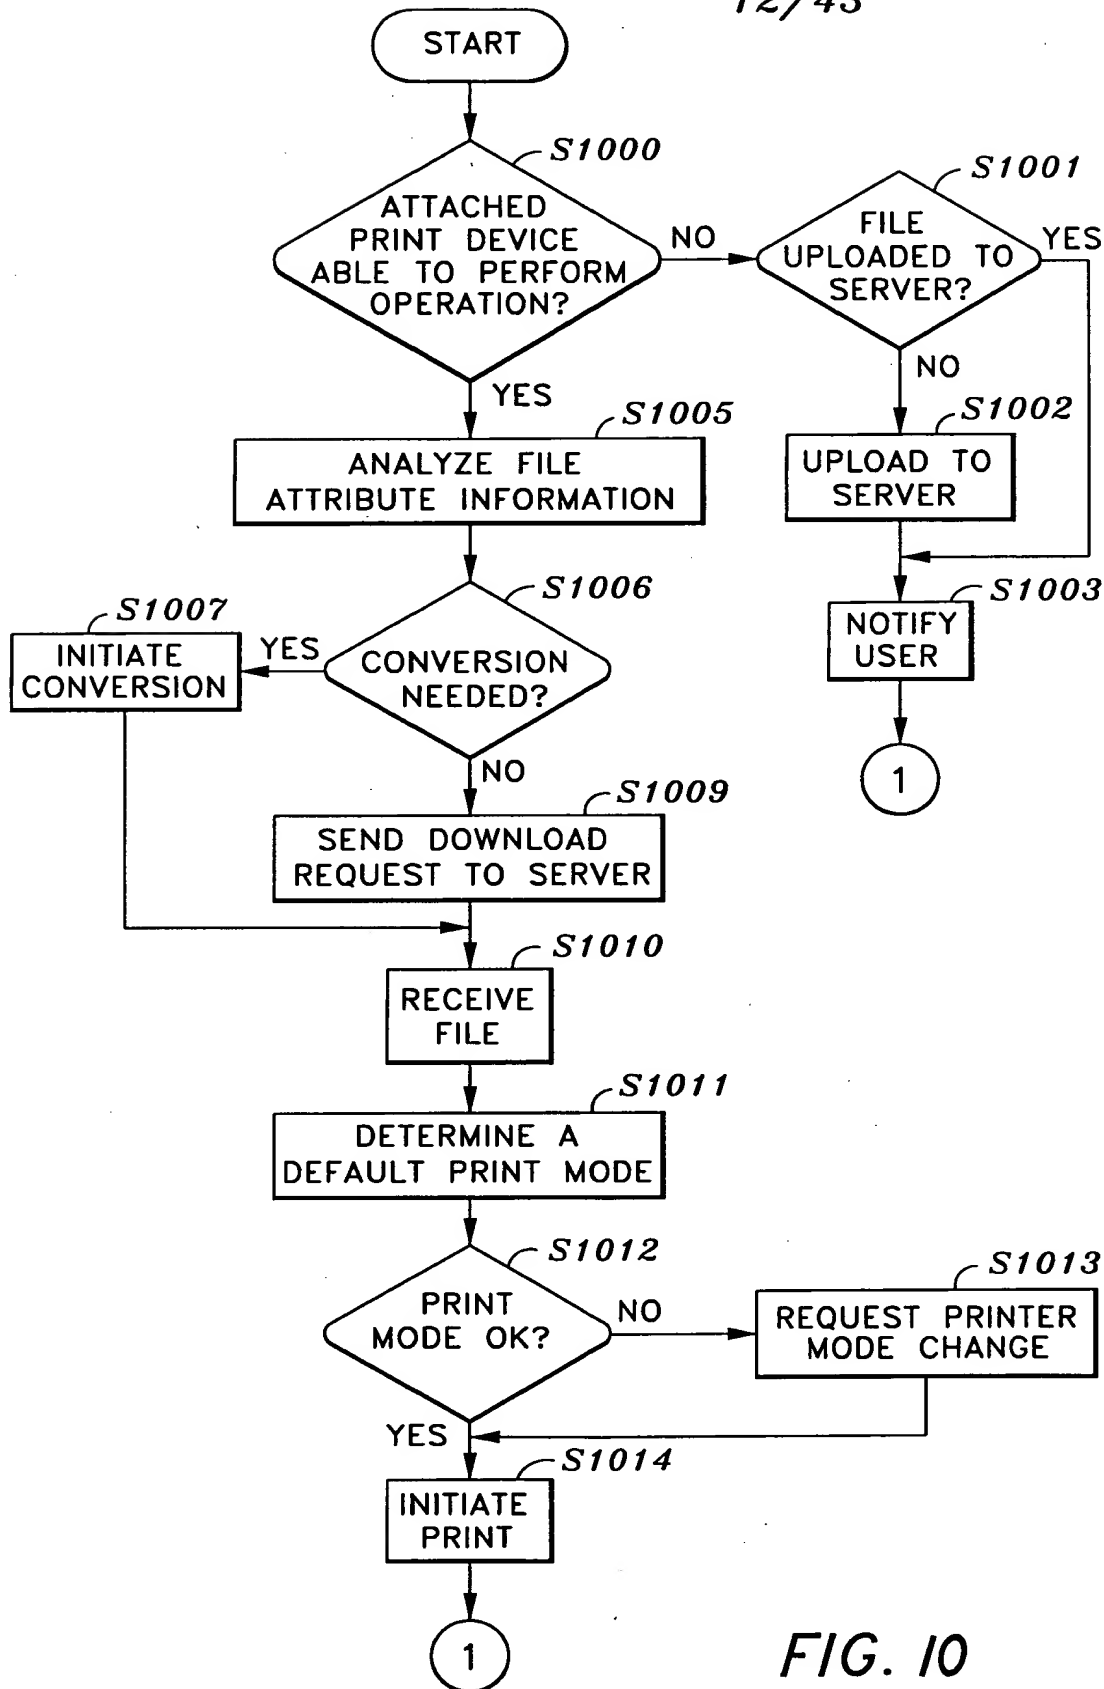 12/43
START
S1000
ATTACHED
PRINT DEVICE
ABLE TO PERFORM
OPERATION?
NO
S1001
FILE
UPLOADED TO
SERVER?
YES
NO
S1002
UPLOAD TO
SERVER
S1003
NOTIFY
USER
1
YES
S1005
ANALYZE FILE
ATTRIBUTE INFORMATION
S1006
CONVERSION
NEEDED?
YES
S1007
INITIATE
CONVERSION
NO
S1009
SEND DOWNLOAD
REQUEST TO SERVER
S1010
RECEIVE
FILE
S1011
DETERMINE A
DEFAULT PRINT MODE
S1012
PRINT
MODE OK?
NO
S1013
REQUEST PRINTER
MODE CHANGE
YES
S1014
INITIATE
PRINT
1
FIG. 10